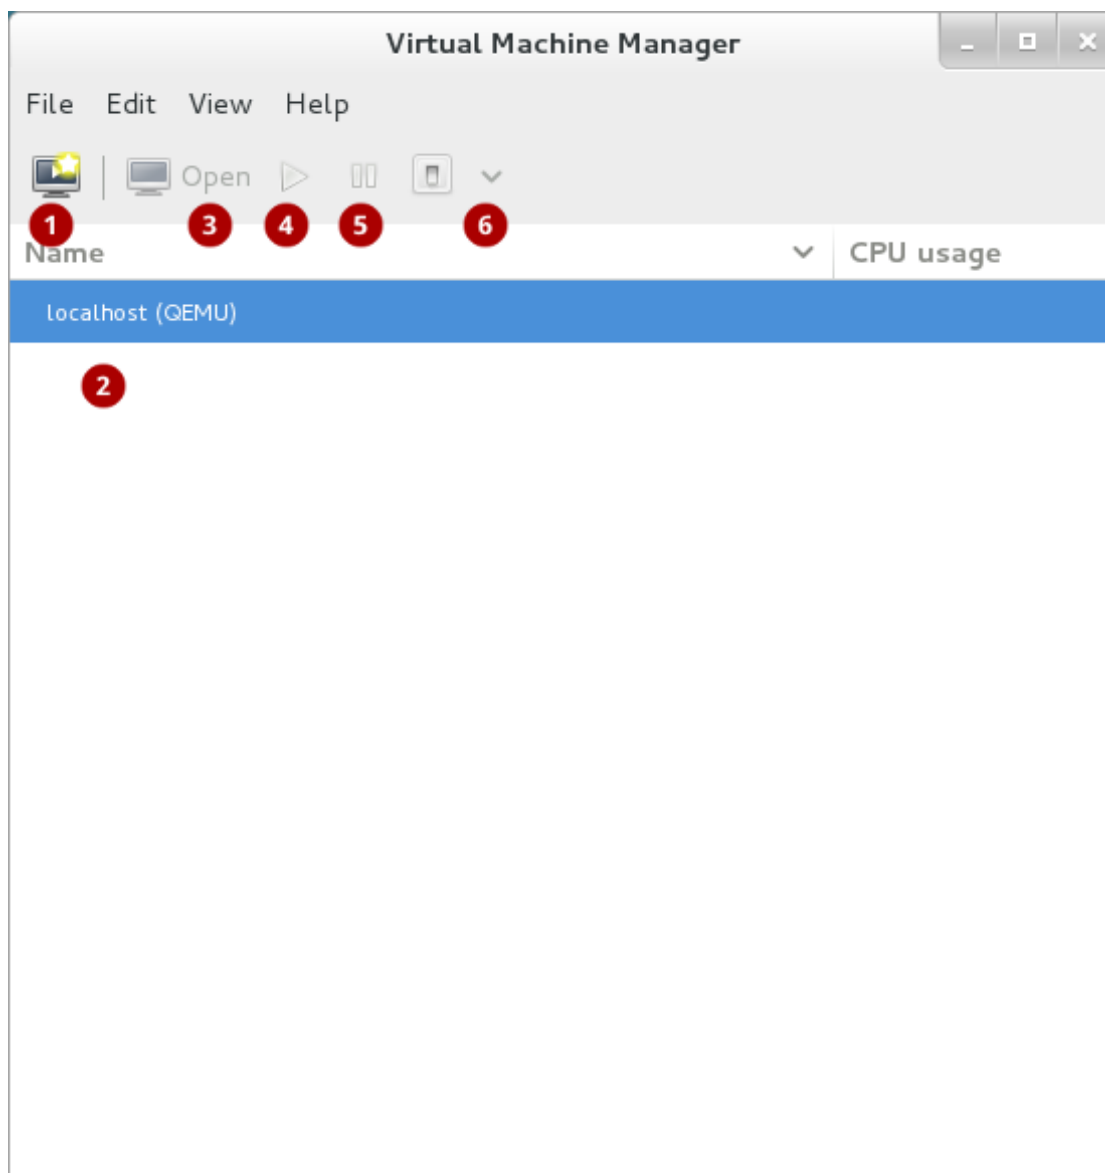 Virtual Machine Manager
File Edit View Help
Open
1 3 4 5 6
Name CPU usage
localhost (QEMU)
2